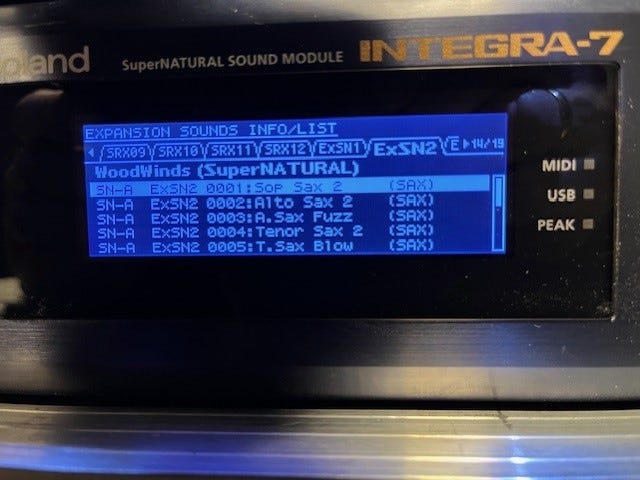 oland
SuperNATURAL SOUND MODULE
INTEGRA-7
EXPANSION SOUNDS INFO/LIST
SRX09 SRX10 SRX11 SRX12 ExSN1 ExSN2 E 14/19
WoodWinds (SuperNATURAL)
SN-A ExSN2 0001:Sop Sax 2 (SAX)
SN-A ExSN2 0002:Alto Sax 2 (SAX)
SN-A ExSN2 0003:A.Sax Fuzz (SAX)
SN-A ExSN2 0004:Tenor Sax 2 (SAX)
SN-A ExSN2 0005:T.Sax Blow (SAX)
MIDI
USB
PEAK